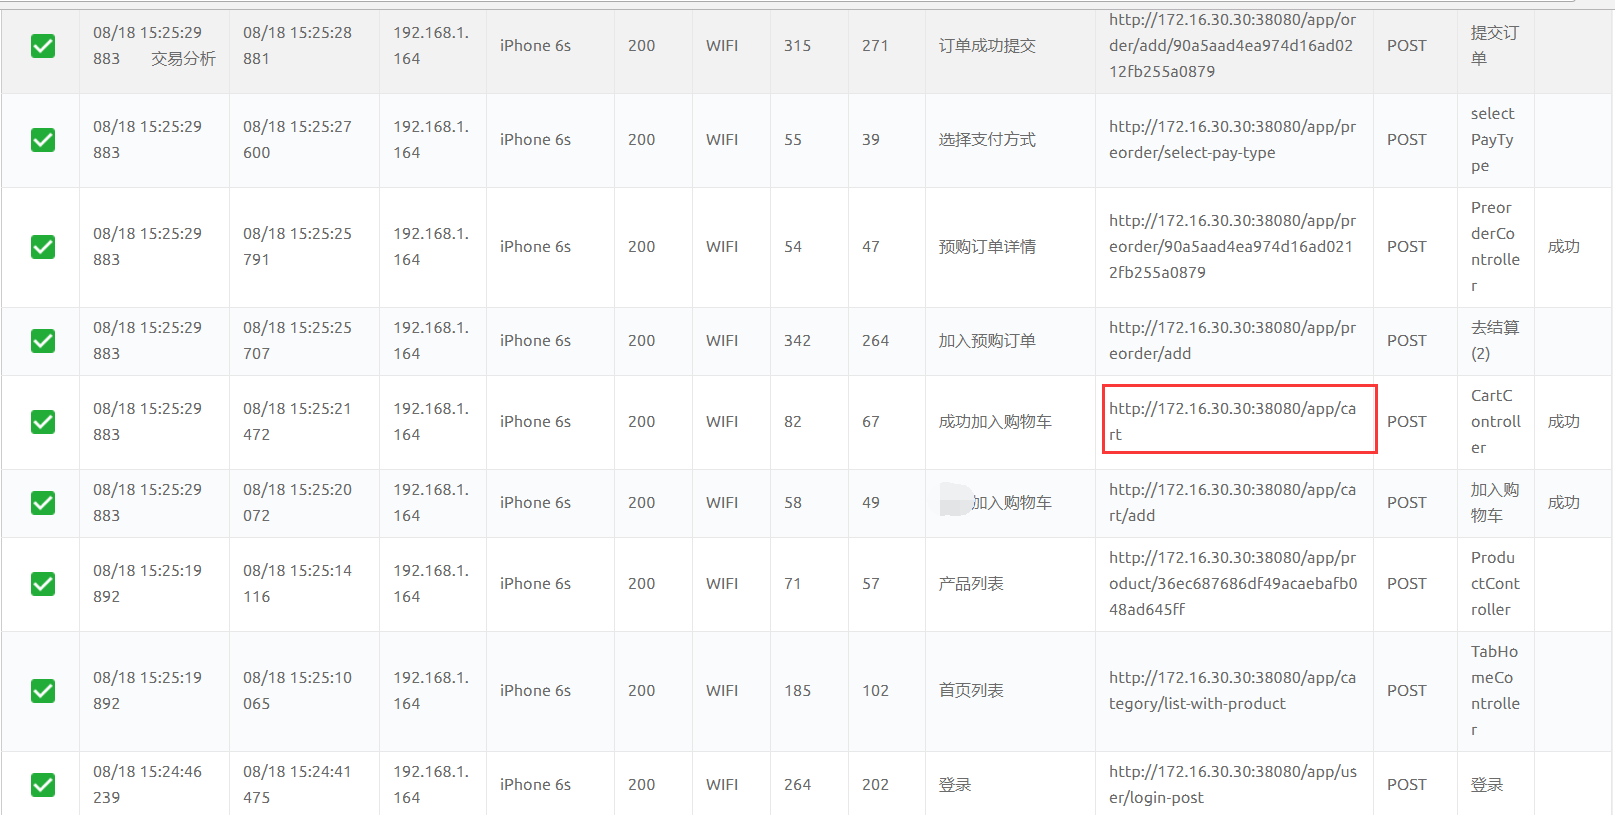 08/18 15:25:29 883 交易分析 08/18 15:25:28 881 192.168.1.164 iPhone 6s 200 WIFI 315 271 订单成功提交 http://172.16.30.30:38080/app/order/add/90a5aad4ea974d16ad0212fb255a0879 POST 提交订单
08/18 15:25:29 883 08/18 15:25:27 600 192.168.1.164 iPhone 6s 200 WIFI 55 39 选择支付方式 http://172.16.30.30:38080/app/preorder/select-pay-type POST selectPayType
08/18 15:25:29 883 08/18 15:25:25 791 192.168.1.164 iPhone 6s 200 WIFI 54 47 预购订单详情 http://172.16.30.30:38080/app/preorder/90a5aad4ea974d16ad0212fb255a0879 POST PreorderController 成功
08/18 15:25:29 883 08/18 15:25:25 707 192.168.1.164 iPhone 6s 200 WIFI 342 264 加入预购订单 http://172.16.30.30:38080/app/preorder/add POST 去结算(2)
08/18 15:25:29 883 08/18 15:25:21 472 192.168.1.164 iPhone 6s 200 WIFI 82 67 成功加入购物车 http://172.16.30.30:38080/app/cart POST CartController 成功
08/18 15:25:29 883 08/18 15:25:20 072 192.168.1.164 iPhone 6s 200 WIFI 58 49 加入购物车 http://172.16.30.30:38080/app/cart/add POST 加入购物车 成功
08/18 15:25:19 892 08/18 15:25:14 116 192.168.1.164 iPhone 6s 200 WIFI 71 57 产品列表 http://172.16.30.30:38080/app/product/36ec687686df49acaebafb048ad645ff POST ProductController
08/18 15:25:19 892 08/18 15:25:10 065 192.168.1.164 iPhone 6s 200 WIFI 185 102 首页列表 http://172.16.30.30:38080/app/category/list-with-product POST TabHomeController
08/18 15:24:46 239 08/18 15:24:41 475 192.168.1.164 iPhone 6s 200 WIFI 264 202 登录 http://172.16.30.30:38080/app/user/login-post POST 登录